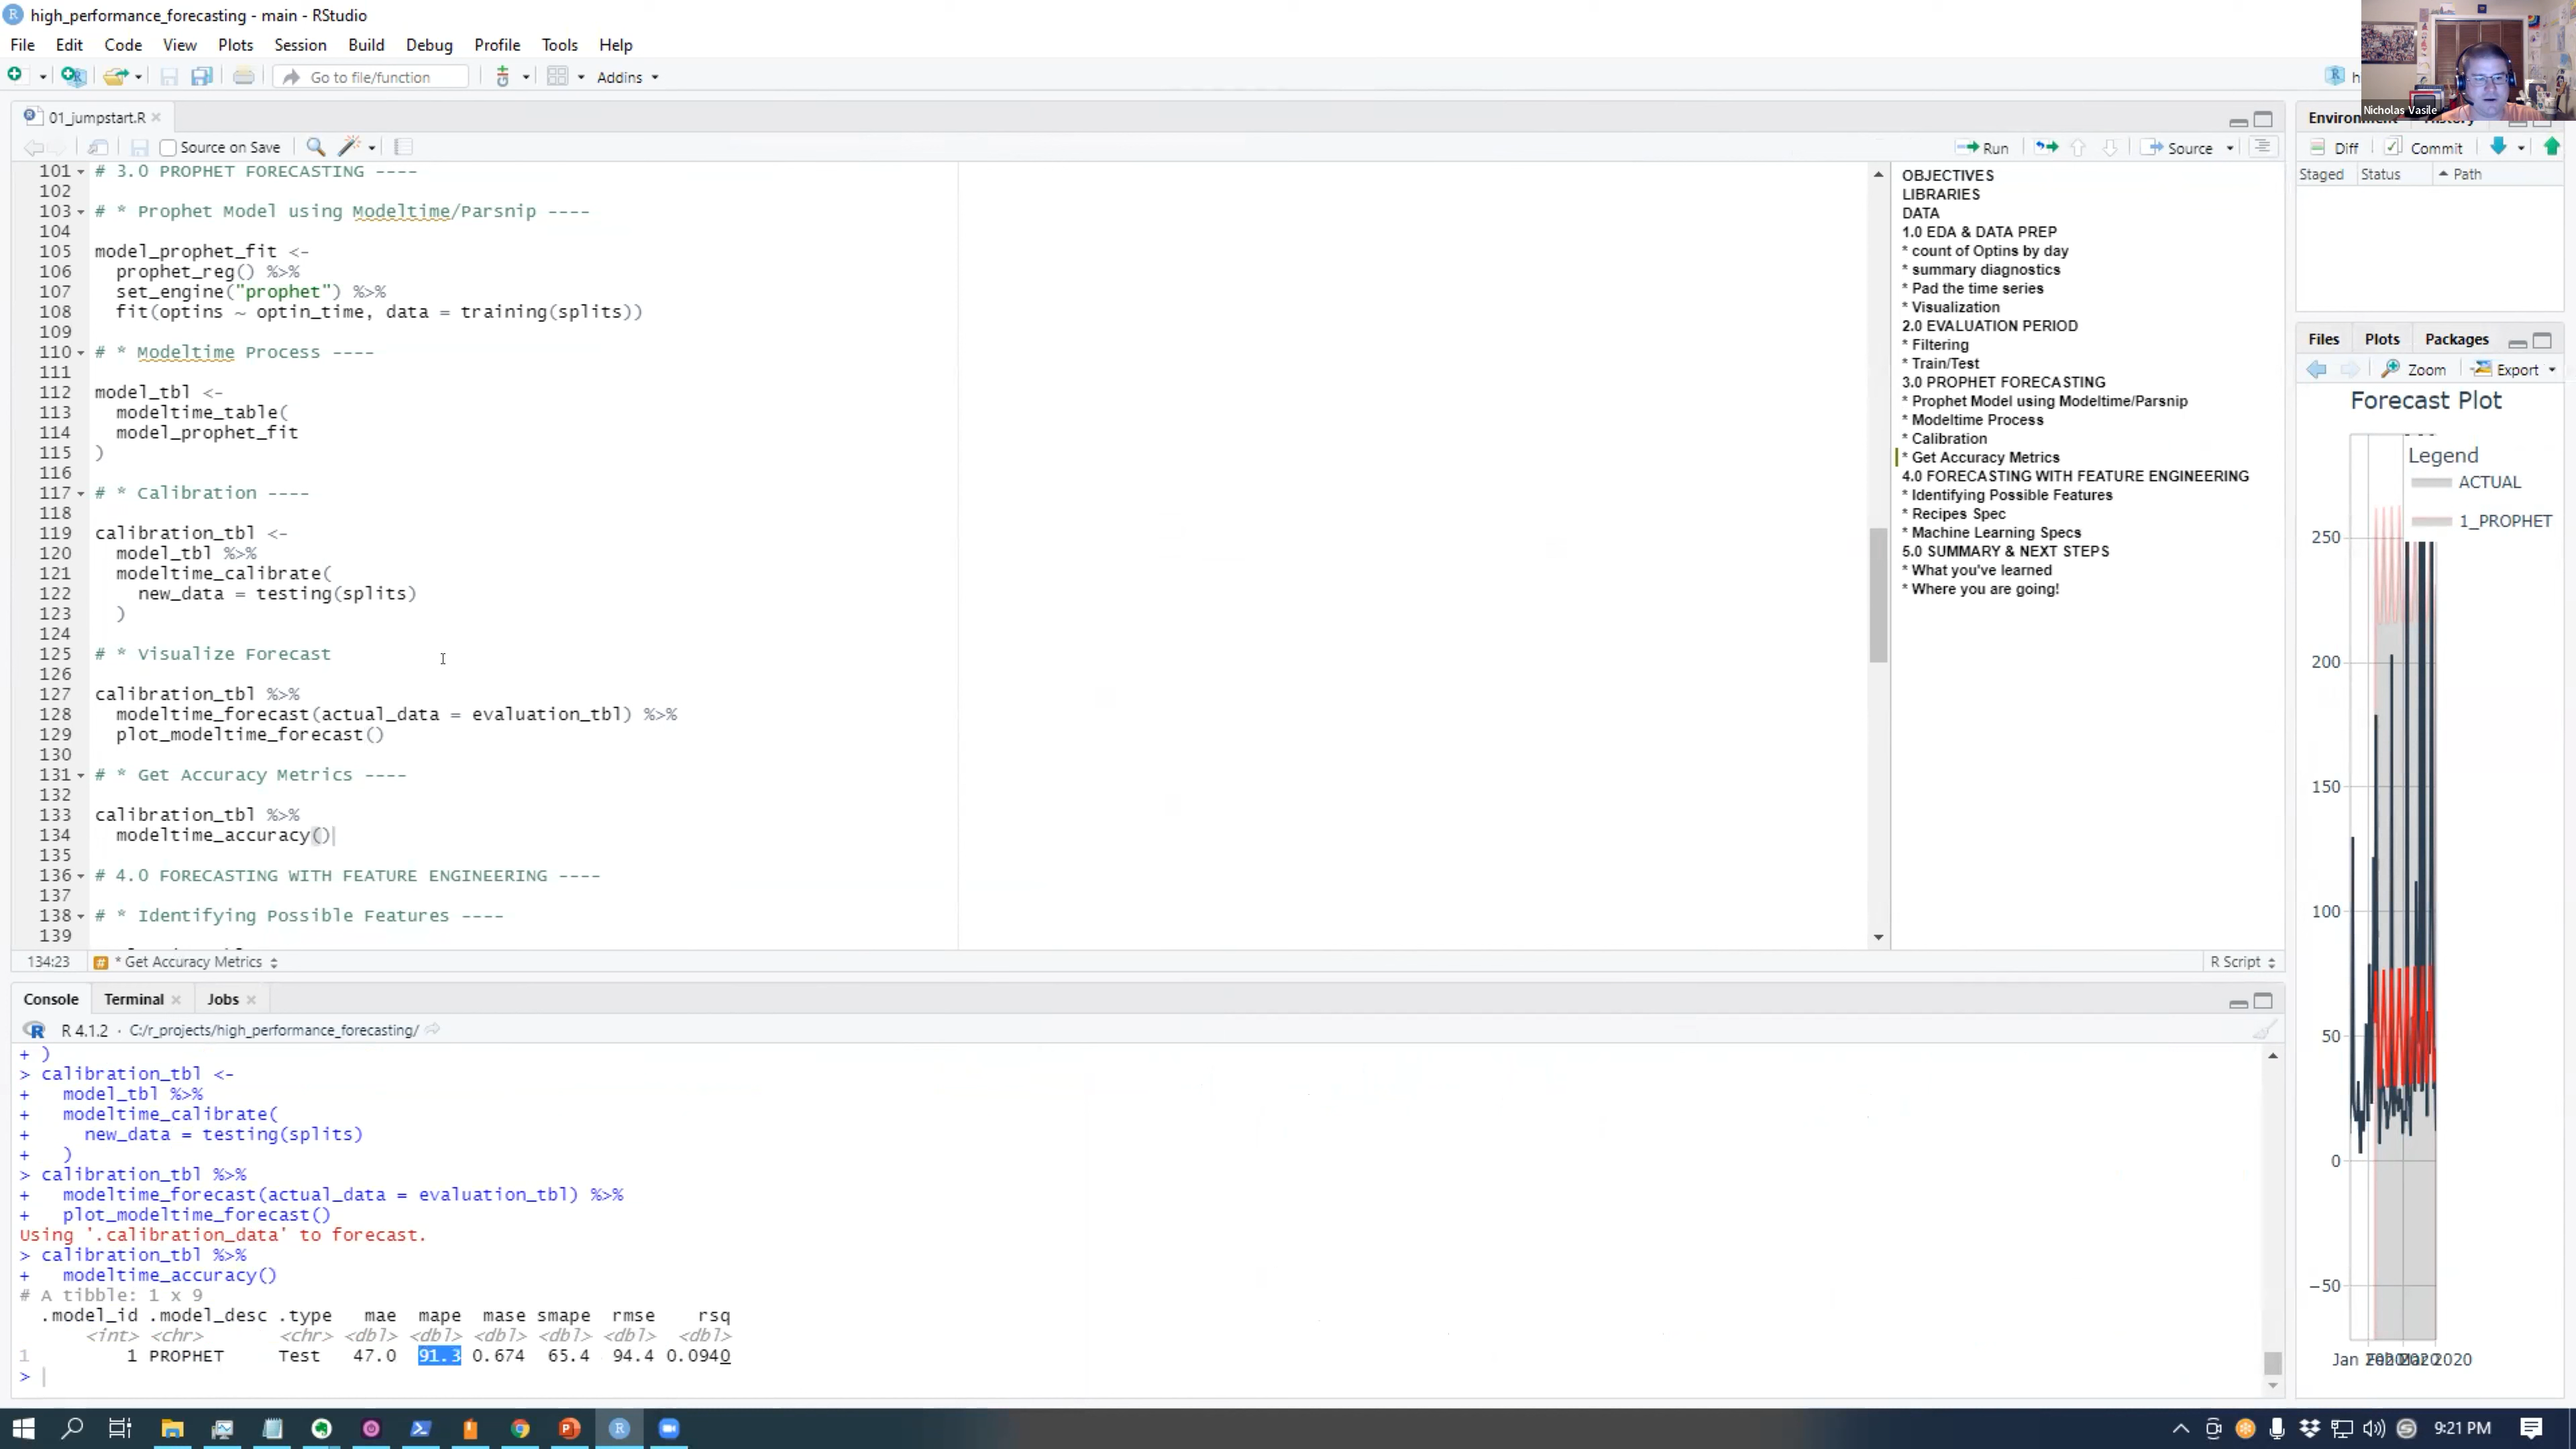 high_performance_forecasting - main - RStudio
File Edit Code View Plots Session Build Debug Profile Tools Help
Go to file/function Addins
Nicholas Vasile
01_jumpstart.R
Source on Save Run Source
101 # 3.0 PROPHET FORECASTING ----
102
103 # * Prophet Model using Modeltime/Parsnip ----
104
105 model_prophet_fit <-
106 prophet_reg() %>%
107 set_engine("prophet") %>%
108 fit(optins ~ optin_time, data = training(splits))
109
110 # * Modeltime Process ----
111
112 model_tbl <-
113 modeltime_table(
114 model_prophet_fit
115 )
116
117 # * Calibration ----
118
119 calibration_tbl <-
120 model_tbl %>%
121 modeltime_calibrate(
122 new_data = testing(splits)
123 )
124
125 # * Visualize Forecast
126
127 calibration_tbl %>%
128 modeltime_forecast(actual_data = evaluation_tbl) %>%
129 plot_modeltime_forecast()
130
131 # * Get Accuracy Metrics ----
132
133 calibration_tbl %>%
134 modeltime_accuracy()
135
136 # 4.0 FORECASTING WITH FEATURE ENGINEERING ----
137
138 # * Identifying Possible Features ----
139
134:23 # * Get Accuracy Metrics R Script
OBJECTIVES
LIBRARIES
DATA
1.0 EDA & DATA PREP
* count of Optins by day
* summary diagnostics
* Pad the time series
* Visualization
2.0 EVALUATION PERIOD
* Filtering
* Train/Test
3.0 PROPHET FORECASTING
* Prophet Model using Modeltime/Parsnip
* Modeltime Process
* Calibration
* Get Accuracy Metrics
4.0 FORECASTING WITH FEATURE ENGINEERING
* Identifying Possible Features
* Recipes Spec
* Machine Learning Specs
5.0 SUMMARY & NEXT STEPS
* What you've learned
* Where you are going!
Console Terminal Jobs
R 4.1.2 · C:/r_projects/high_performance_forecasting/
+ )
> calibration_tbl <-
+ model_tbl %>%
+ modeltime_calibrate(
+ new_data = testing(splits)
+ )
> calibration_tbl %>%
+ modeltime_forecast(actual_data = evaluation_tbl) %>%
+ plot_modeltime_forecast()
Using '.calibration_data' to forecast.
> calibration_tbl %>%
+ modeltime_accuracy()
# A tibble: 1 x 9
.model_id .model_desc .type mae mape mase smape rmse rsq
<int> <chr> <chr> <dbl> <dbl> <dbl> <dbl> <dbl> <dbl>
1 1 PROPHET Test 47.0 91.3 0.674 65.4 94.4 0.0940
>
Environment
Diff Commit
Staged Status Path
Files Plots Packages
Zoom Export
Forecast Plot
Legend
ACTUAL
1_PROPHET
250
200
150
100
50
0
−50
Jan 2020
2020
9:21 PM